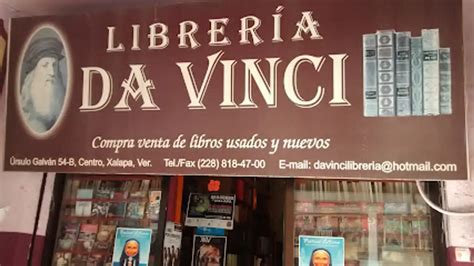 LIBRERÍA
DA VINCI
Compra venta de libros usados y nuevos
Úrsulo Galván 54-B, Centro, Xalapa, Ver. Tel./Fax (228) 818-47-00 E-mail: davincilibreria@hotmail.com